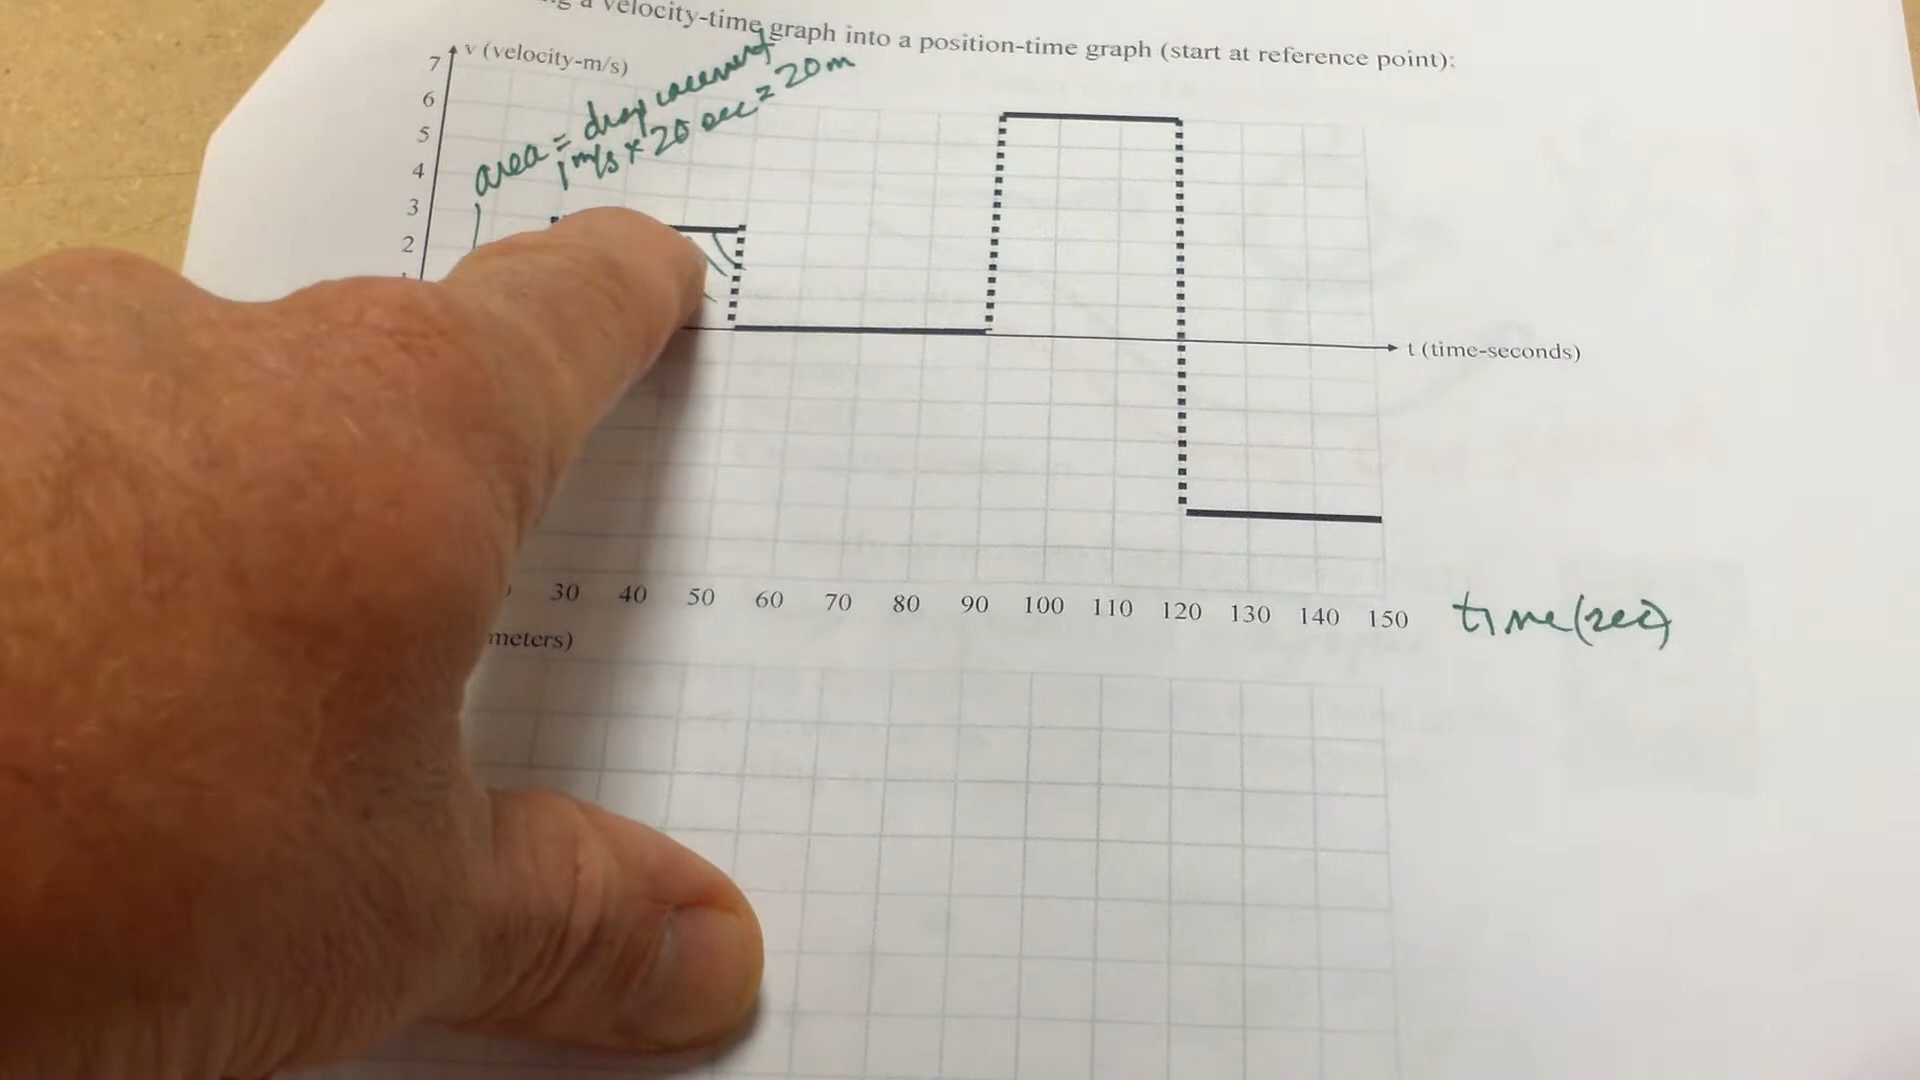 a velocity-time graph into a position-time graph (start at reference point):
v (velocity-m/s)
7
6
5
4
3
2
area = displacement
1 m/s × 20 sec = 20m
t (time-seconds)
30 40 50 60 70 80 90 100 110 120 130 140 150
time(sec)
meters)